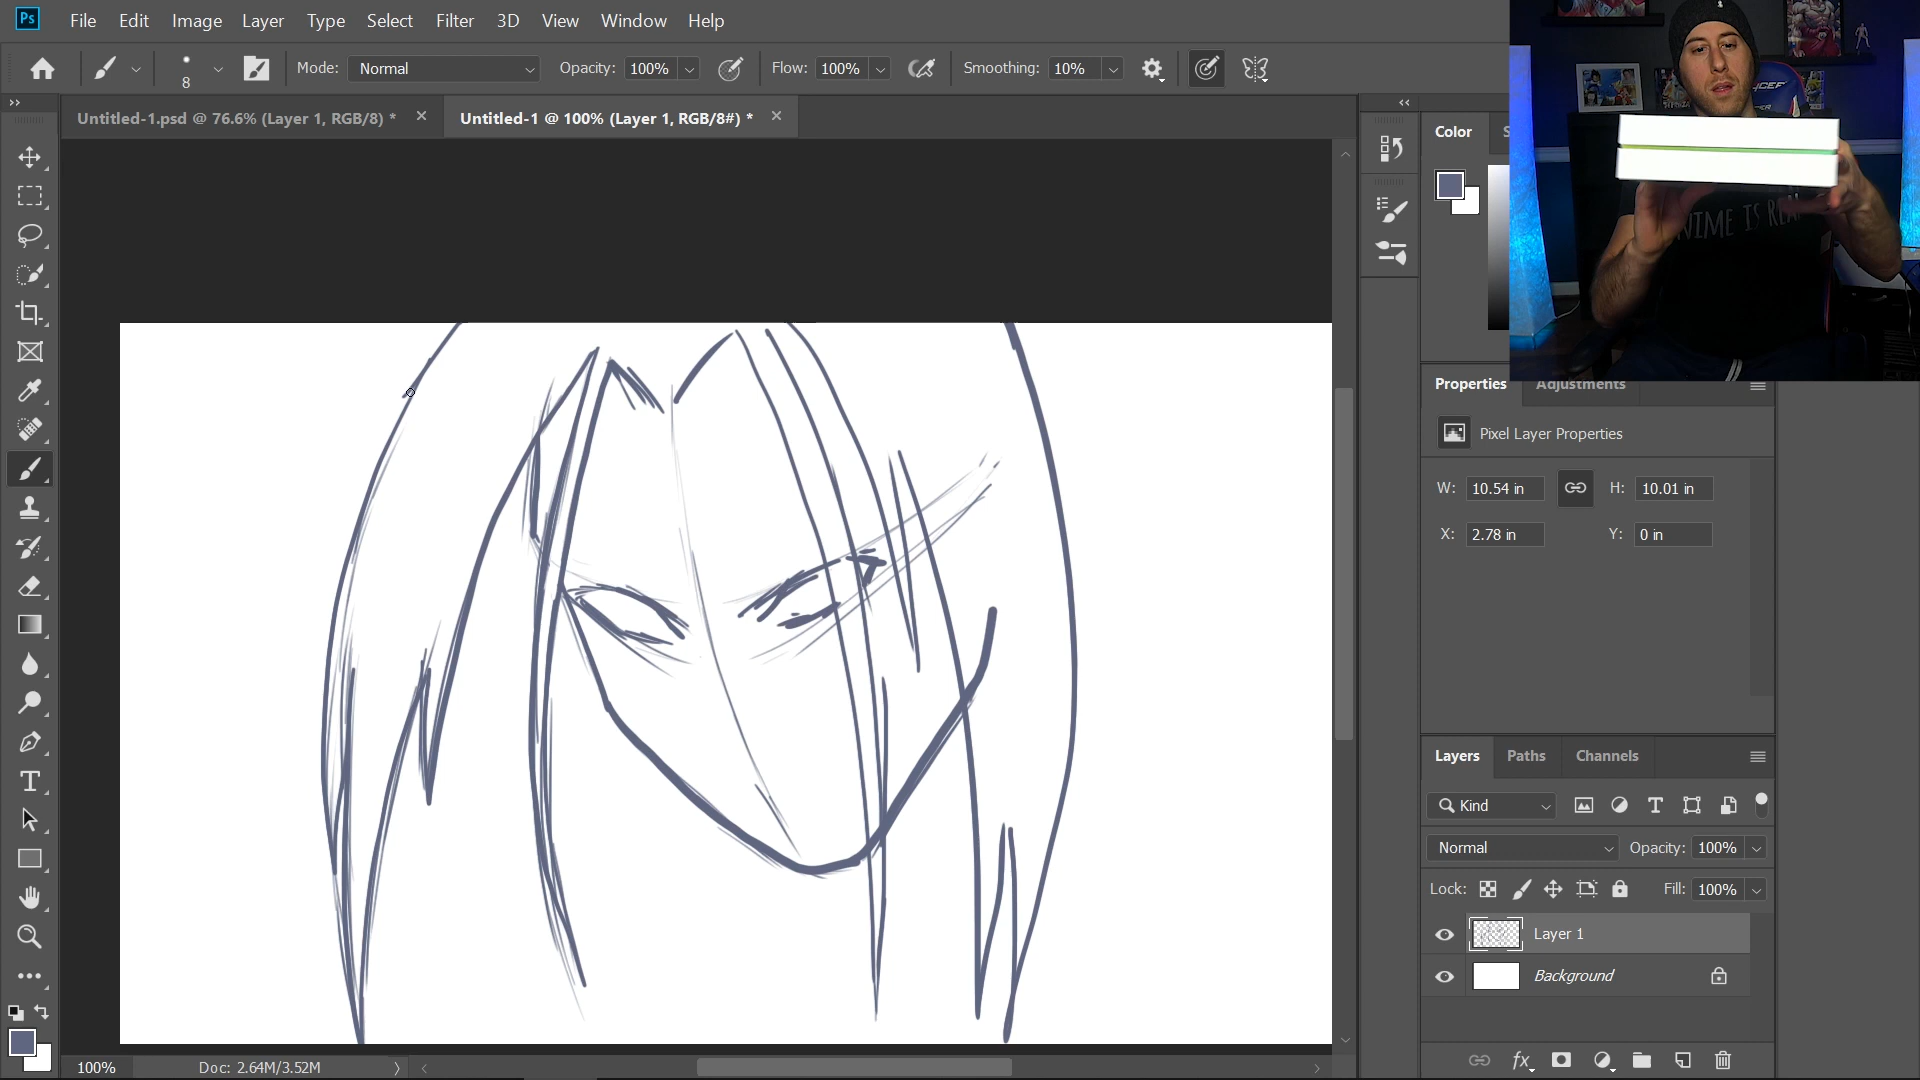 Ps File Edit Image Layer Type Select Filter 3D View Window Help
8 Mode: Normal Opacity: 100% Flow: 100% Smoothing: 10%
Untitled-1.psd @ 76.6% (Layer 1, RGB/8) * × Untitled-1 @ 100% (Layer 1, RGB/8#) * ×
Color S
NIME IS REA
Properties Adjustments
Pixel Layer Properties
W: 10.54 in H: 10.01 in
X: 2.78 in Y: 0 in
Layers Paths Channels
Kind
Normal Opacity: 100%
Lock: Fill: 100%
Layer 1
Background
100% Doc: 2.64M/3.52M